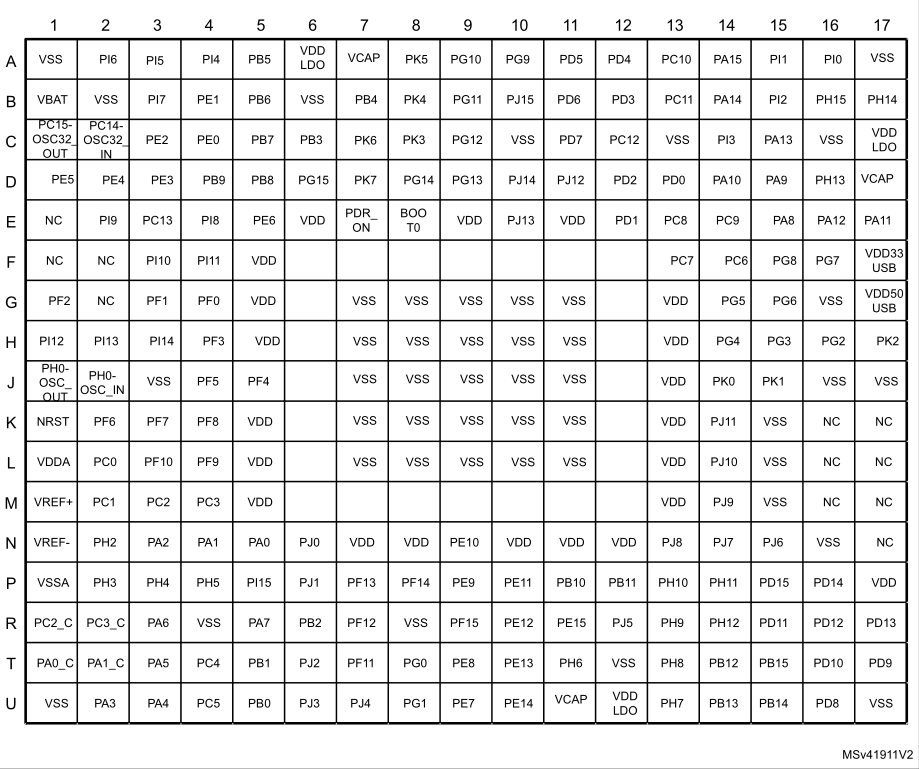 1 2 3 4 5 6 7 8 9 10 11 12 13 14 15 16 17
A VSS PI6 PI5 PI4 PB5 VDD LDO VCAP PK5 PG10 PG9 PD5 PD4 PC10 PA15 PI1 PI0 VSS
B VBAT VSS PI7 PE1 PB6 VSS PB4 PK4 PG11 PJ15 PD6 PD3 PC11 PA14 PI2 PH15 PH14
C PC15-OSC32_OUT PC14-OSC32_IN PE2 PE0 PB7 PB3 PK6 PK3 PG12 VSS PD7 PC12 VSS PI3 PA13 VSS VDD LDO
D PE5 PE4 PE3 PB9 PB8 PG15 PK7 PG14 PG13 PJ14 PJ12 PD2 PD0 PA10 PA9 PH13 VCAP
E NC PI9 PC13 PI8 PE6 VDD PDR_ON BOOT0 VDD PJ13 VDD PD1 PC8 PC9 PA8 PA12 PA11
F NC NC PI10 PI11 VDD PC7 PC6 PG8 PG7 VDD33 USB
G PF2 NC PF1 PF0 VDD VSS VSS VSS VSS VSS VDD PG5 PG6 VSS VDD50 USB
H PI12 PI13 PI14 PF3 VDD VSS VSS VSS VSS VSS VDD PG4 PG3 PG2 PK2
J PH0-OSC_OUT PH0-OSC_IN VSS PF5 PF4 VSS VSS VSS VSS VSS VDD PK0 PK1 VSS VSS
K NRST PF6 PF7 PF8 VDD VSS VSS VSS VSS VSS VDD PJ11 VSS NC NC
L VDDA PC0 PF10 PF9 VDD VSS VSS VSS VSS VSS VDD PJ10 VSS NC NC
M VREF+ PC1 PC2 PC3 VDD VDD PJ9 VSS NC NC
N VREF- PH2 PA2 PA1 PA0 PJ0 VDD VDD PE10 VDD VDD VDD PJ8 PJ7 PJ6 VSS NC
P VSSA PH3 PH4 PH5 PI15 PJ1 PF13 PF14 PE9 PE11 PB10 PB11 PH10 PH11 PD15 PD14 VDD
R PC2_C PC3_C PA6 VSS PA7 PB2 PF12 VSS PF15 PE12 PE15 PJ5 PH9 PH12 PD11 PD12 PD13
T PA0_C PA1_C PA5 PC4 PB1 PJ2 PF11 PG0 PE8 PE13 PH6 VSS PH8 PB12 PB15 PD10 PD9
U VSS PA3 PA4 PC5 PB0 PJ3 PJ4 PG1 PE7 PE14 VCAP VDD LDO PH7 PB13 PB14 PD8 VSS
MSv41911V2